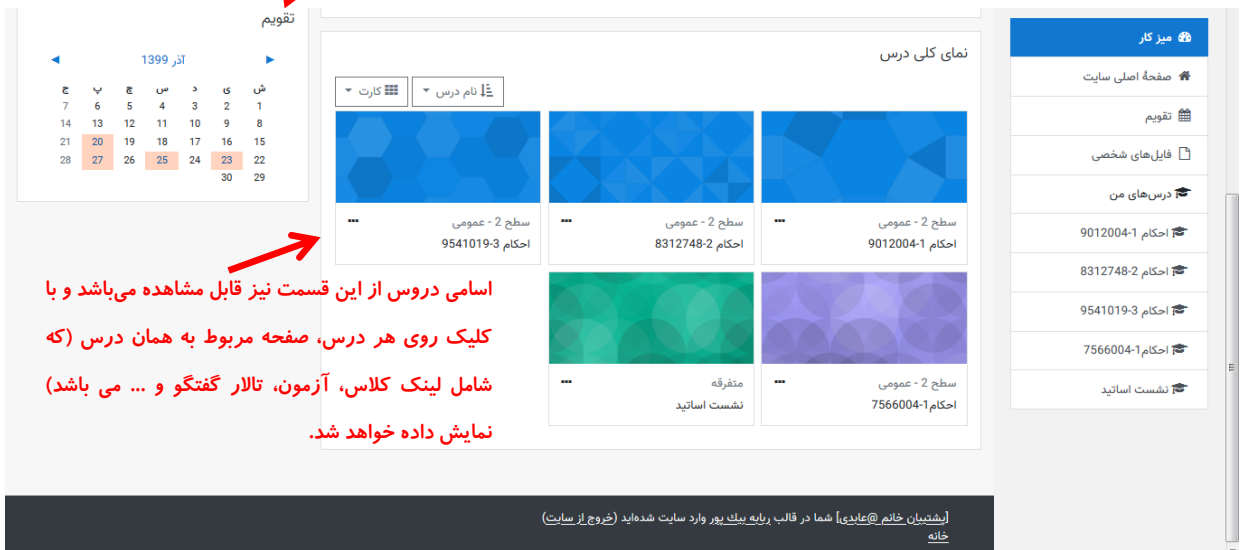 میز کار
صفحهٔ اصلی سایت
تقویم
فایل‌های شخصی
درس‌های من
احکام 1-9012004
احکام 2-8312748
احکام 3-9541019
احکام1-7566004
نشست اساتید
نمای کلی درس
نام درس
کارت
سطح 2 - عمومی
احکام 1-9012004
سطح 2 - عمومی
احکام 2-8312748
سطح 2 - عمومی
احکام 3-9541019
سطح 2 - عمومی
احکام1-7566004
متفرقه
نشست اساتید
تقویم
آذر 1399
ش ی د س چ پ ج
1 2 3 4 5 6 7
8 9 10 11 12 13 14
15 16 17 18 19 20 21
22 23 24 25 26 27 28
29 30
اسامی دروس از این قسمت نیز قابل مشاهده می‌باشد و با
کلیک روی هر درس، صفحه مربوط به همان درس (که
شامل لینک کلاس، آزمون، تالار گفتگو و ... می باشد)
نمایش داده خواهد شد.
[پشتیبان خانم @عابدی] شما در قالب ربابه بیک پور وارد سایت شده‌اید (خروج از سایت)
خانه